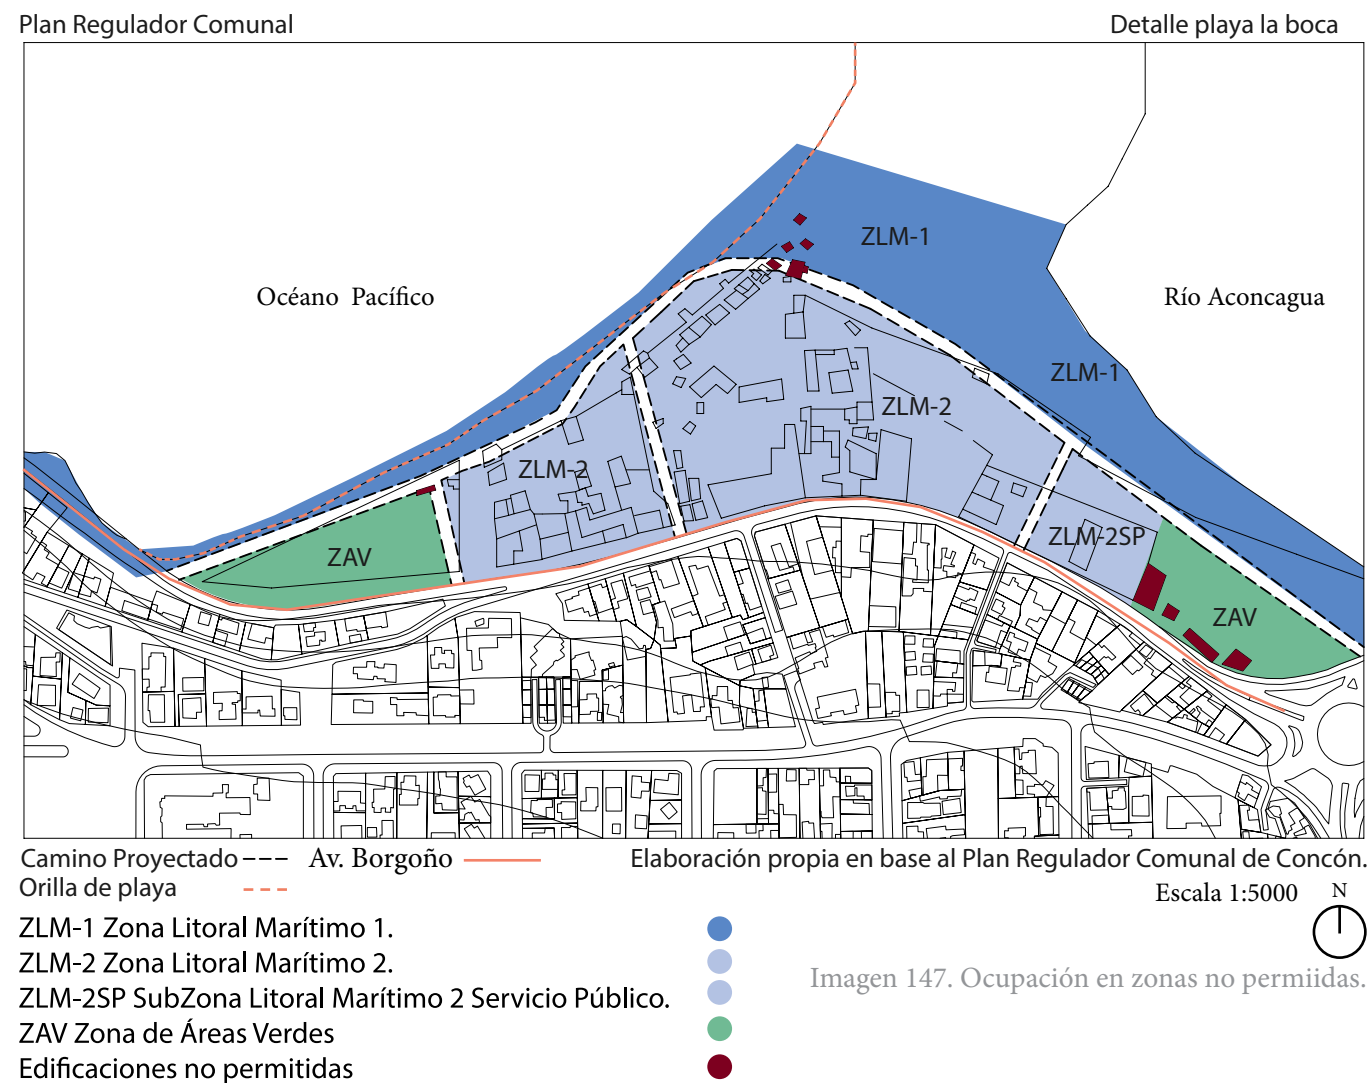 Plan Regulador Comunal
Detalle playa la boca
ZLM-1
Océano Pacífico
Río Aconcagua
ZLM-1
ZLM-2
ZLM-2
ZLM-2SP
ZAV
ZAV
Camino Proyectado
Av. Borgoño
Elaboración propia en base al Plan Regulador Comunal de Concón.
Orilla de playa
Escala 1:5000
N
ZLM-1 Zona Litoral Marítimo 1.
ZLM-2 Zona Litoral Marítimo 2.
ZLM-2SP SubZona Litoral Marítimo 2 Servicio Público.
ZAV Zona de Áreas Verdes
Edificaciones no permitidas
Imagen 147. Ocupación en zonas no permiidas.